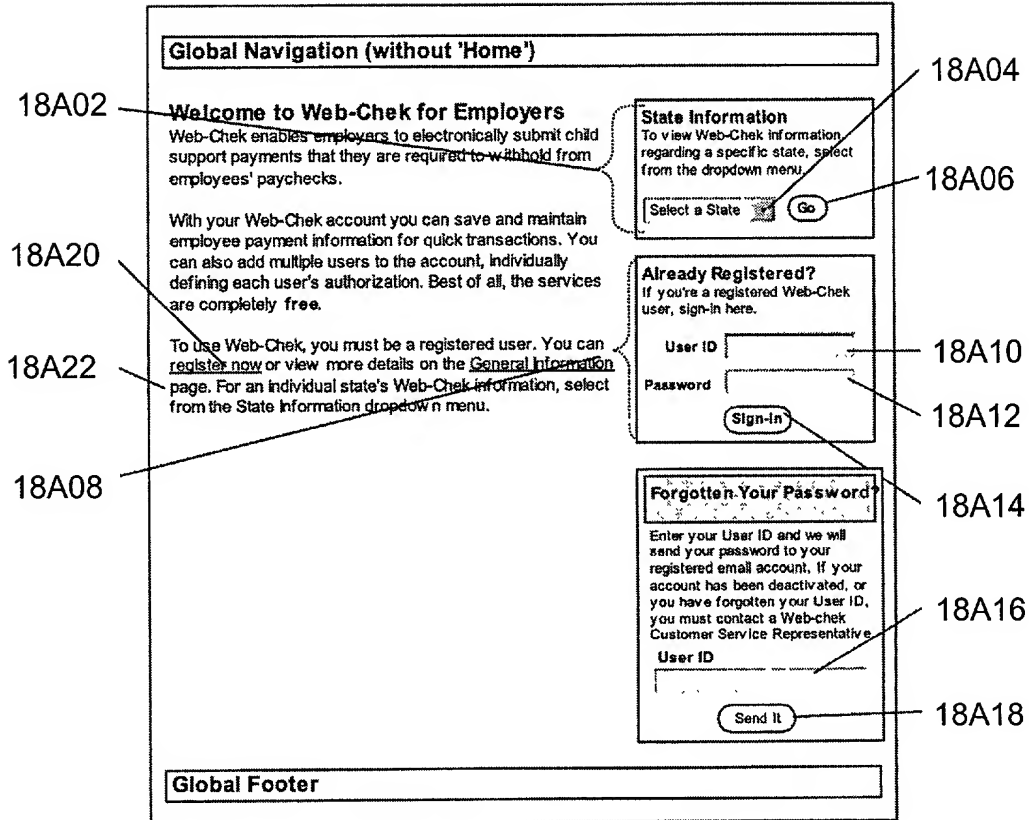 Global Navigation (without 'Home')
18A02
18A04
18A06
18A20
18A22
18A08
18A10
18A12
18A14
18A16
18A18
Welcome to Web-Chek for Employers
Web-Chek enables employers to electronically submit child
support payments that they are required to withhold from
employees' paychecks.
With your Web-Chek account you can save and maintain
employee payment information for quick transactions. You
can also add multiple users to the account, individually
defining each user's authorization. Best of all, the services
are completely free.
To use Web-Chek, you must be a registered user. You can
register now or view more details on the General Information
page. For an individual state's Web-Chek information, select
from the State Information dropdown menu.
State Information
To view Web-Chek information
regarding a specific state, select
from the dropdown menu.
Select a State
Go
Already Registered?
If you're a registered Web-Chek
user, sign-in here.
User ID
Password
Sign-In
Forgotten Your Password?
Enter your User ID and we will
send your password to your
registered email account. If your
account has been deactivated, or
you have forgotten your User ID,
you must contact a Web-chek
Customer Service Representative
User ID
Send It
Global Footer